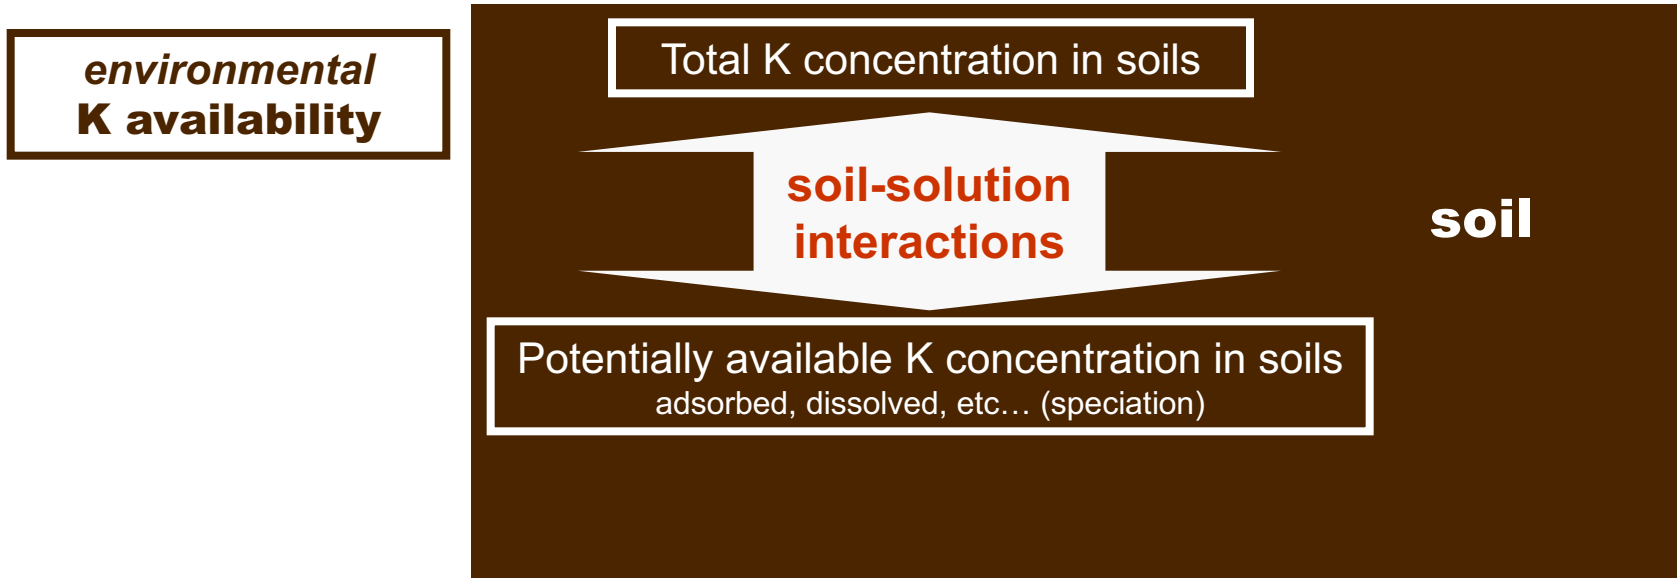 environmental
K availability
Total K concentration in soils
soil-solution
interactions
soil
Potentially available K concentration in soils
adsorbed, dissolved, etc… (speciation)